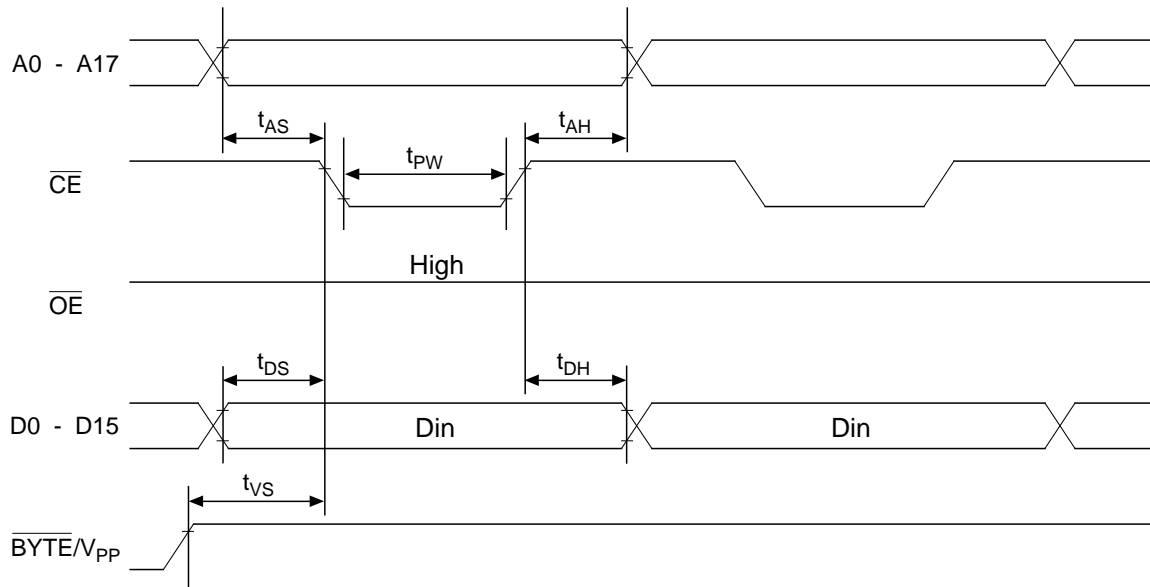 A0 - A17
tAS
tAH
tPW
CE
High
OE
tDS
tDH
D0 - D15
Din
Din
tVS
BYTE/VPP